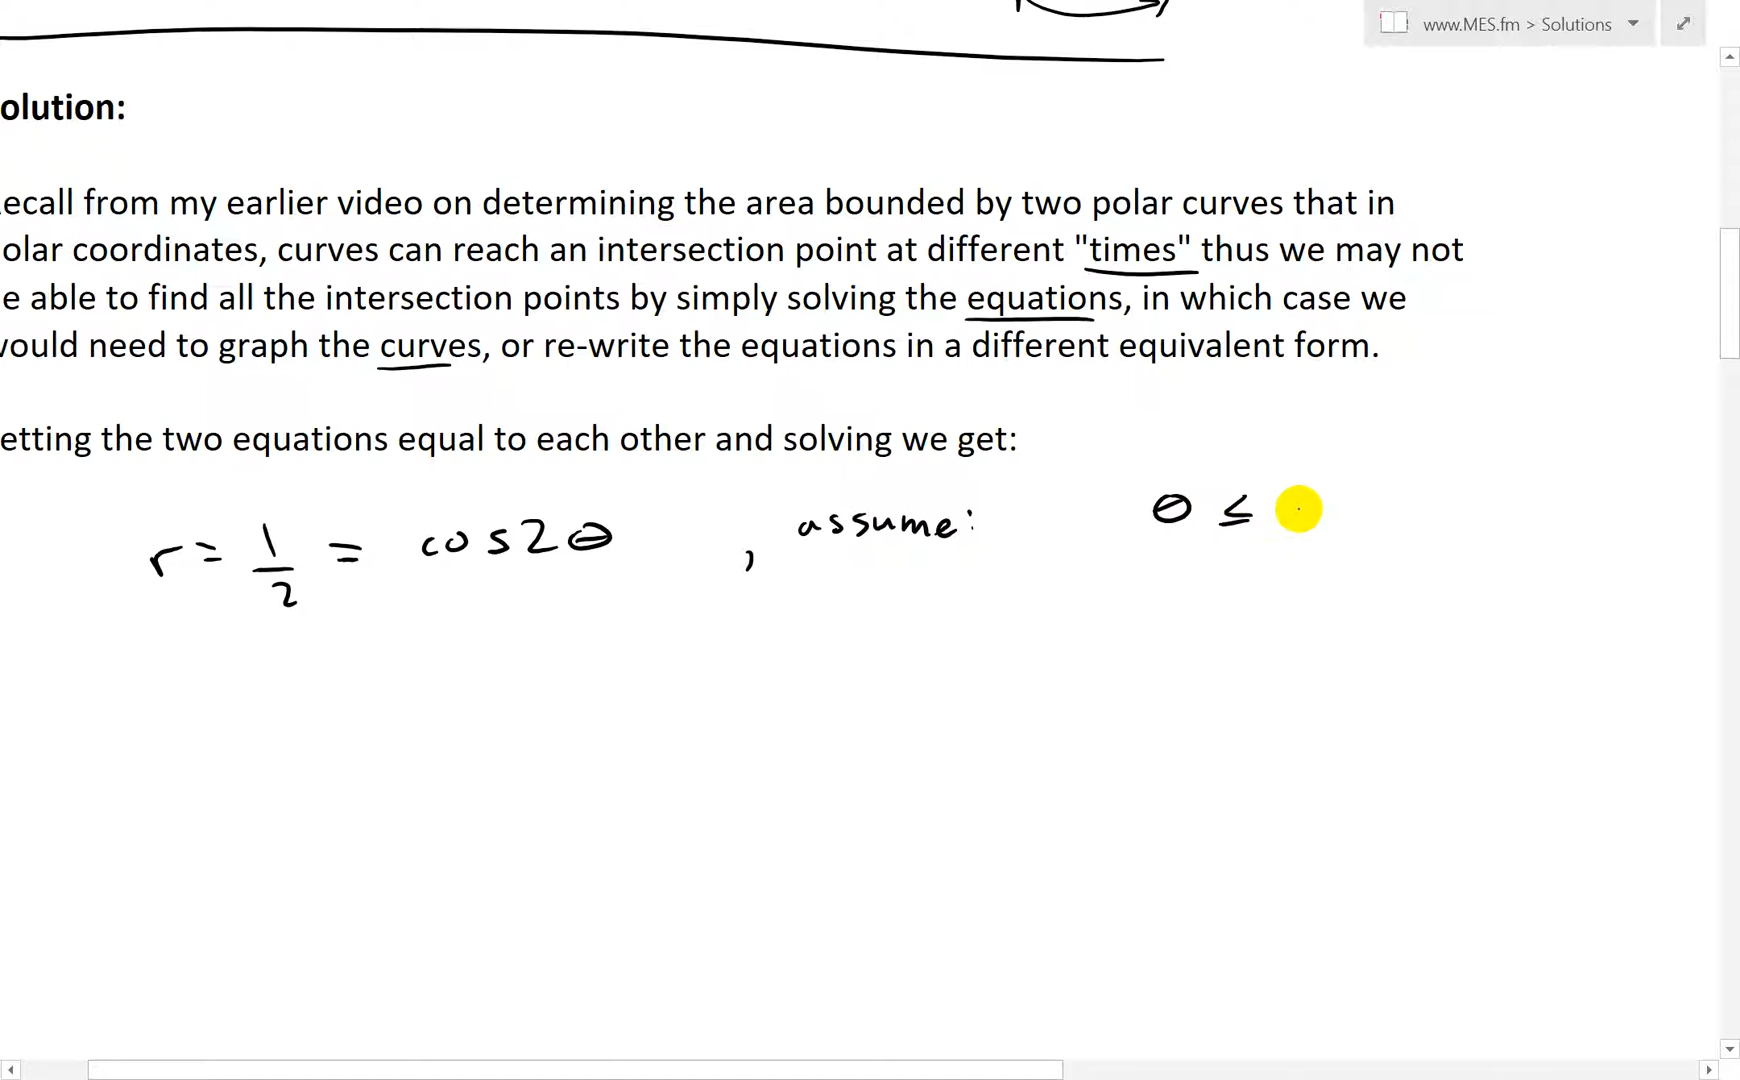 www.MES.fm > Solutions
olution:
ecall from my earlier video on determining the area bounded by two polar curves that in
olar coordinates, curves can reach an intersection point at different "times" thus we may not
e able to find all the intersection points by simply solving the equations, in which case we
would need to graph the curves, or re-write the equations in a different equivalent form.
etting the two equations equal to each other and solving we get:
r = 1/2 = cos2θ , assume: θ ≤